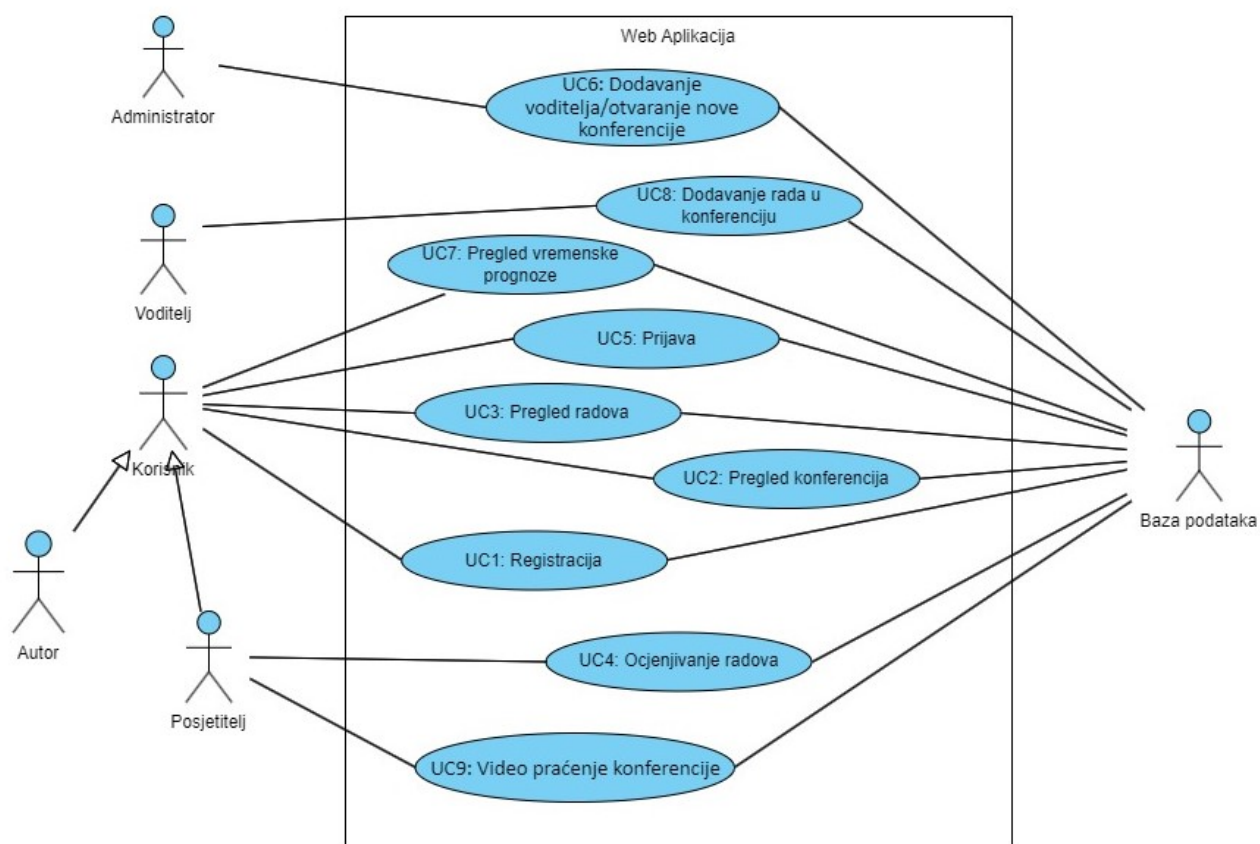 Web Aplikacija
Administrator
UC6: Dodavanje
voditelja/otvaranje nove
konferencije
Voditelj
UC8: Dodavanje rada u
konferenciju
UC7: Pregled vremenske
prognoze
UC5: Prijava
Korisnik
UC3: Pregled radova
UC2: Pregled konferencija
Baza podataka
UC1: Registracija
Autor
UC4: Ocjenjivanje radova
Posjetitelj
UC9: Video praćenje konferencije